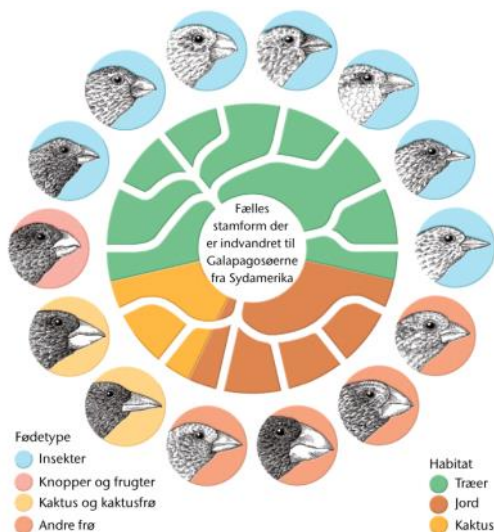 Fælles
stamform der
er indvandret til
Galapagosøerne
fra Sydamerika
Fødetype
Insekter
Knopper og frugter
Kaktus og kaktusfrø
Andre frø
Habitat
Træer
Jord
Kaktus